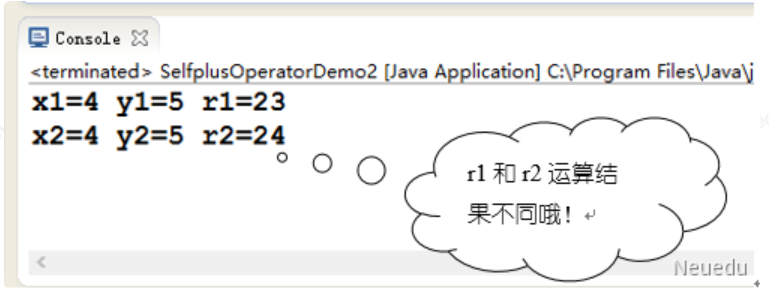 Console
<terminated> SelfplusOperatorDemo2 [Java Application] C:\Program Files\Java\j
x1=4 y1=5 r1=23
x2=4 y2=5 r2=24
r1 和 r2 运算结
果不同哦！
Neuedu